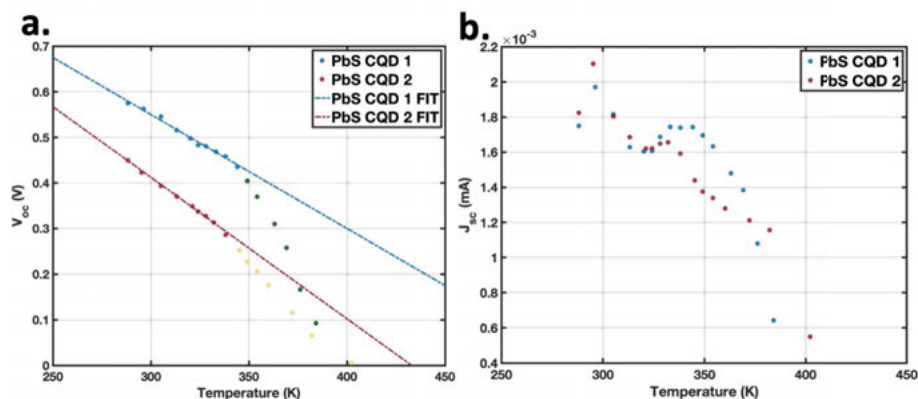 a.
0.7
0.6
0.5
0.4
0.3
0.2
0.1
0
250
300
350
400
450
V_oc (V)
Temperature (K)
PbS CQD 1
PbS CQD 2
PbS CQD 1 FIT
PbS CQD 2 FIT
b.
×10⁻³
2.2
2
1.8
1.6
1.4
1.2
1
0.8
0.6
0.4
250
300
350
400
450
J_sc (mA)
Temperature (K)
PbS CQD 1
PbS CQD 2